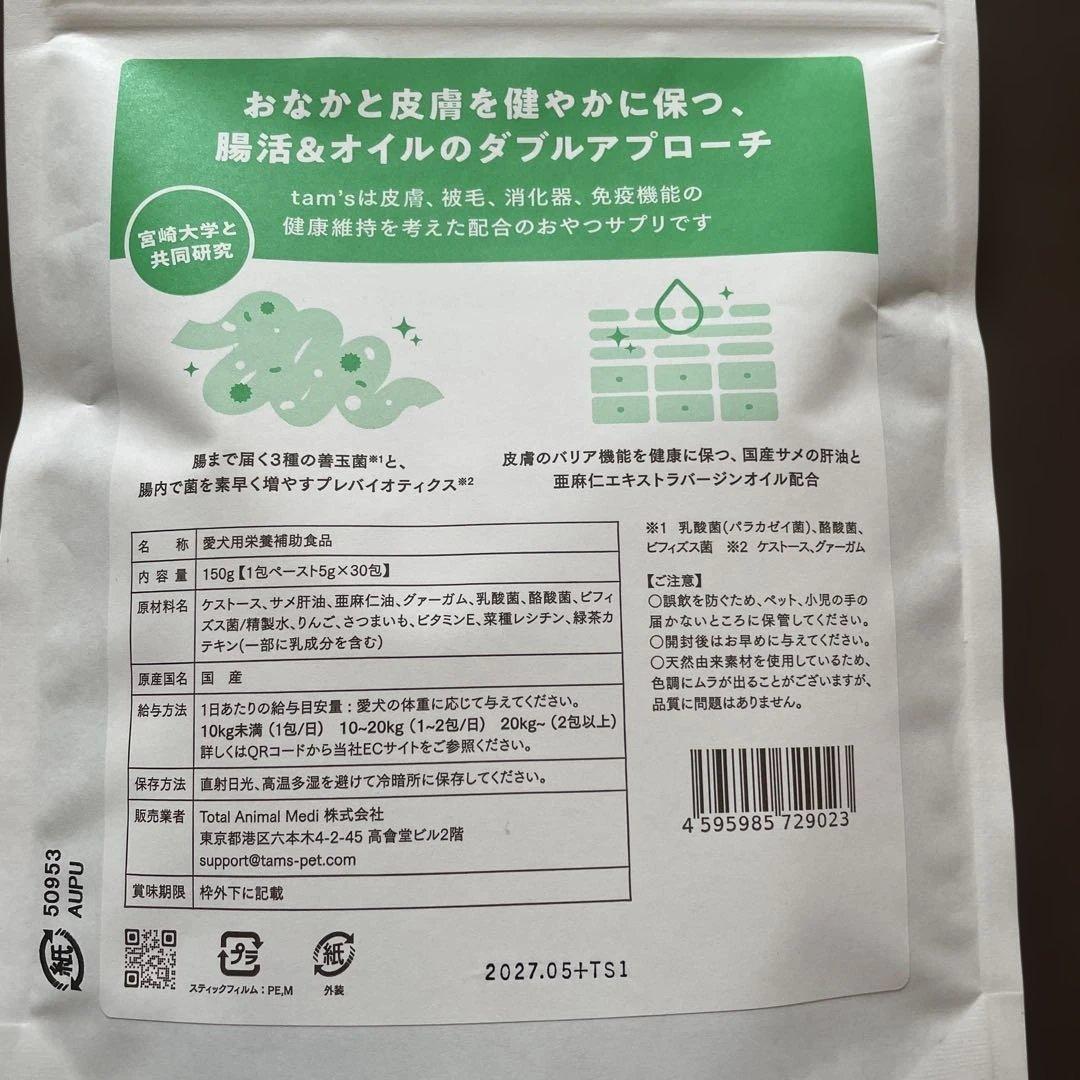 おなかと皮膚を健やかに保つ、
腸活&オイルのダブルアプローチ
tam'sは皮膚、被毛、消化器、免疫機能の
健康維持を考えた配合のおやつサプリです
宮崎大学と
共同研究
腸まで届く3種の善玉菌※1と、
腸内で菌を素早く増やすプレバイオティクス※2
皮膚のバリア機能を健康に保つ、国産サメの肝油と
亜麻仁エキストラバージンオイル配合
名 称 愛犬用栄養補助食品
内容量 150g【1包ペースト5g×30包】
原材料名 ケストース、サメ肝油、亜麻仁油、グァーガム、乳酸菌、酪酸菌、ビフィ
ズス菌/精製水、りんご、さつまいも、ビタミンE、菜種レシチン、緑茶カ
テキン(一部に乳成分を含む)
原産国名 国 産
給与方法 1日あたりの給与目安量：愛犬の体重に応じて与えてください。
10kg未満（1包/日） 10~20kg（1~2包/日） 20kg~（2包以上）
詳しくはQRコードから当社ECサイトをご参照ください。
保存方法 直射日光、高温多湿を避けて冷暗所に保存してください。
販売業者 Total Animal Medi 株式会社
東京都港区六本木4-2-45 高會堂ビル2階
support@tams-pet.com
賞味期限 枠外下に記載
※1 乳酸菌(パラカゼイ菌)、酪酸菌、
ビフィズス菌 ※2 ケストース、グァーガム
【ご注意】
○誤飲を防ぐため、ペット、小児の手の
届かないところに保管してください。
○開封後はお早めに与えてください。
○天然由来素材を使用しているため、
色調にムラが出ることがございますが、
品質に問題はありません。
4 595985 729023
プラ
スティックフィルム：PE,M
紙
外装
2027.05+TS1
紙
50953
AUPU